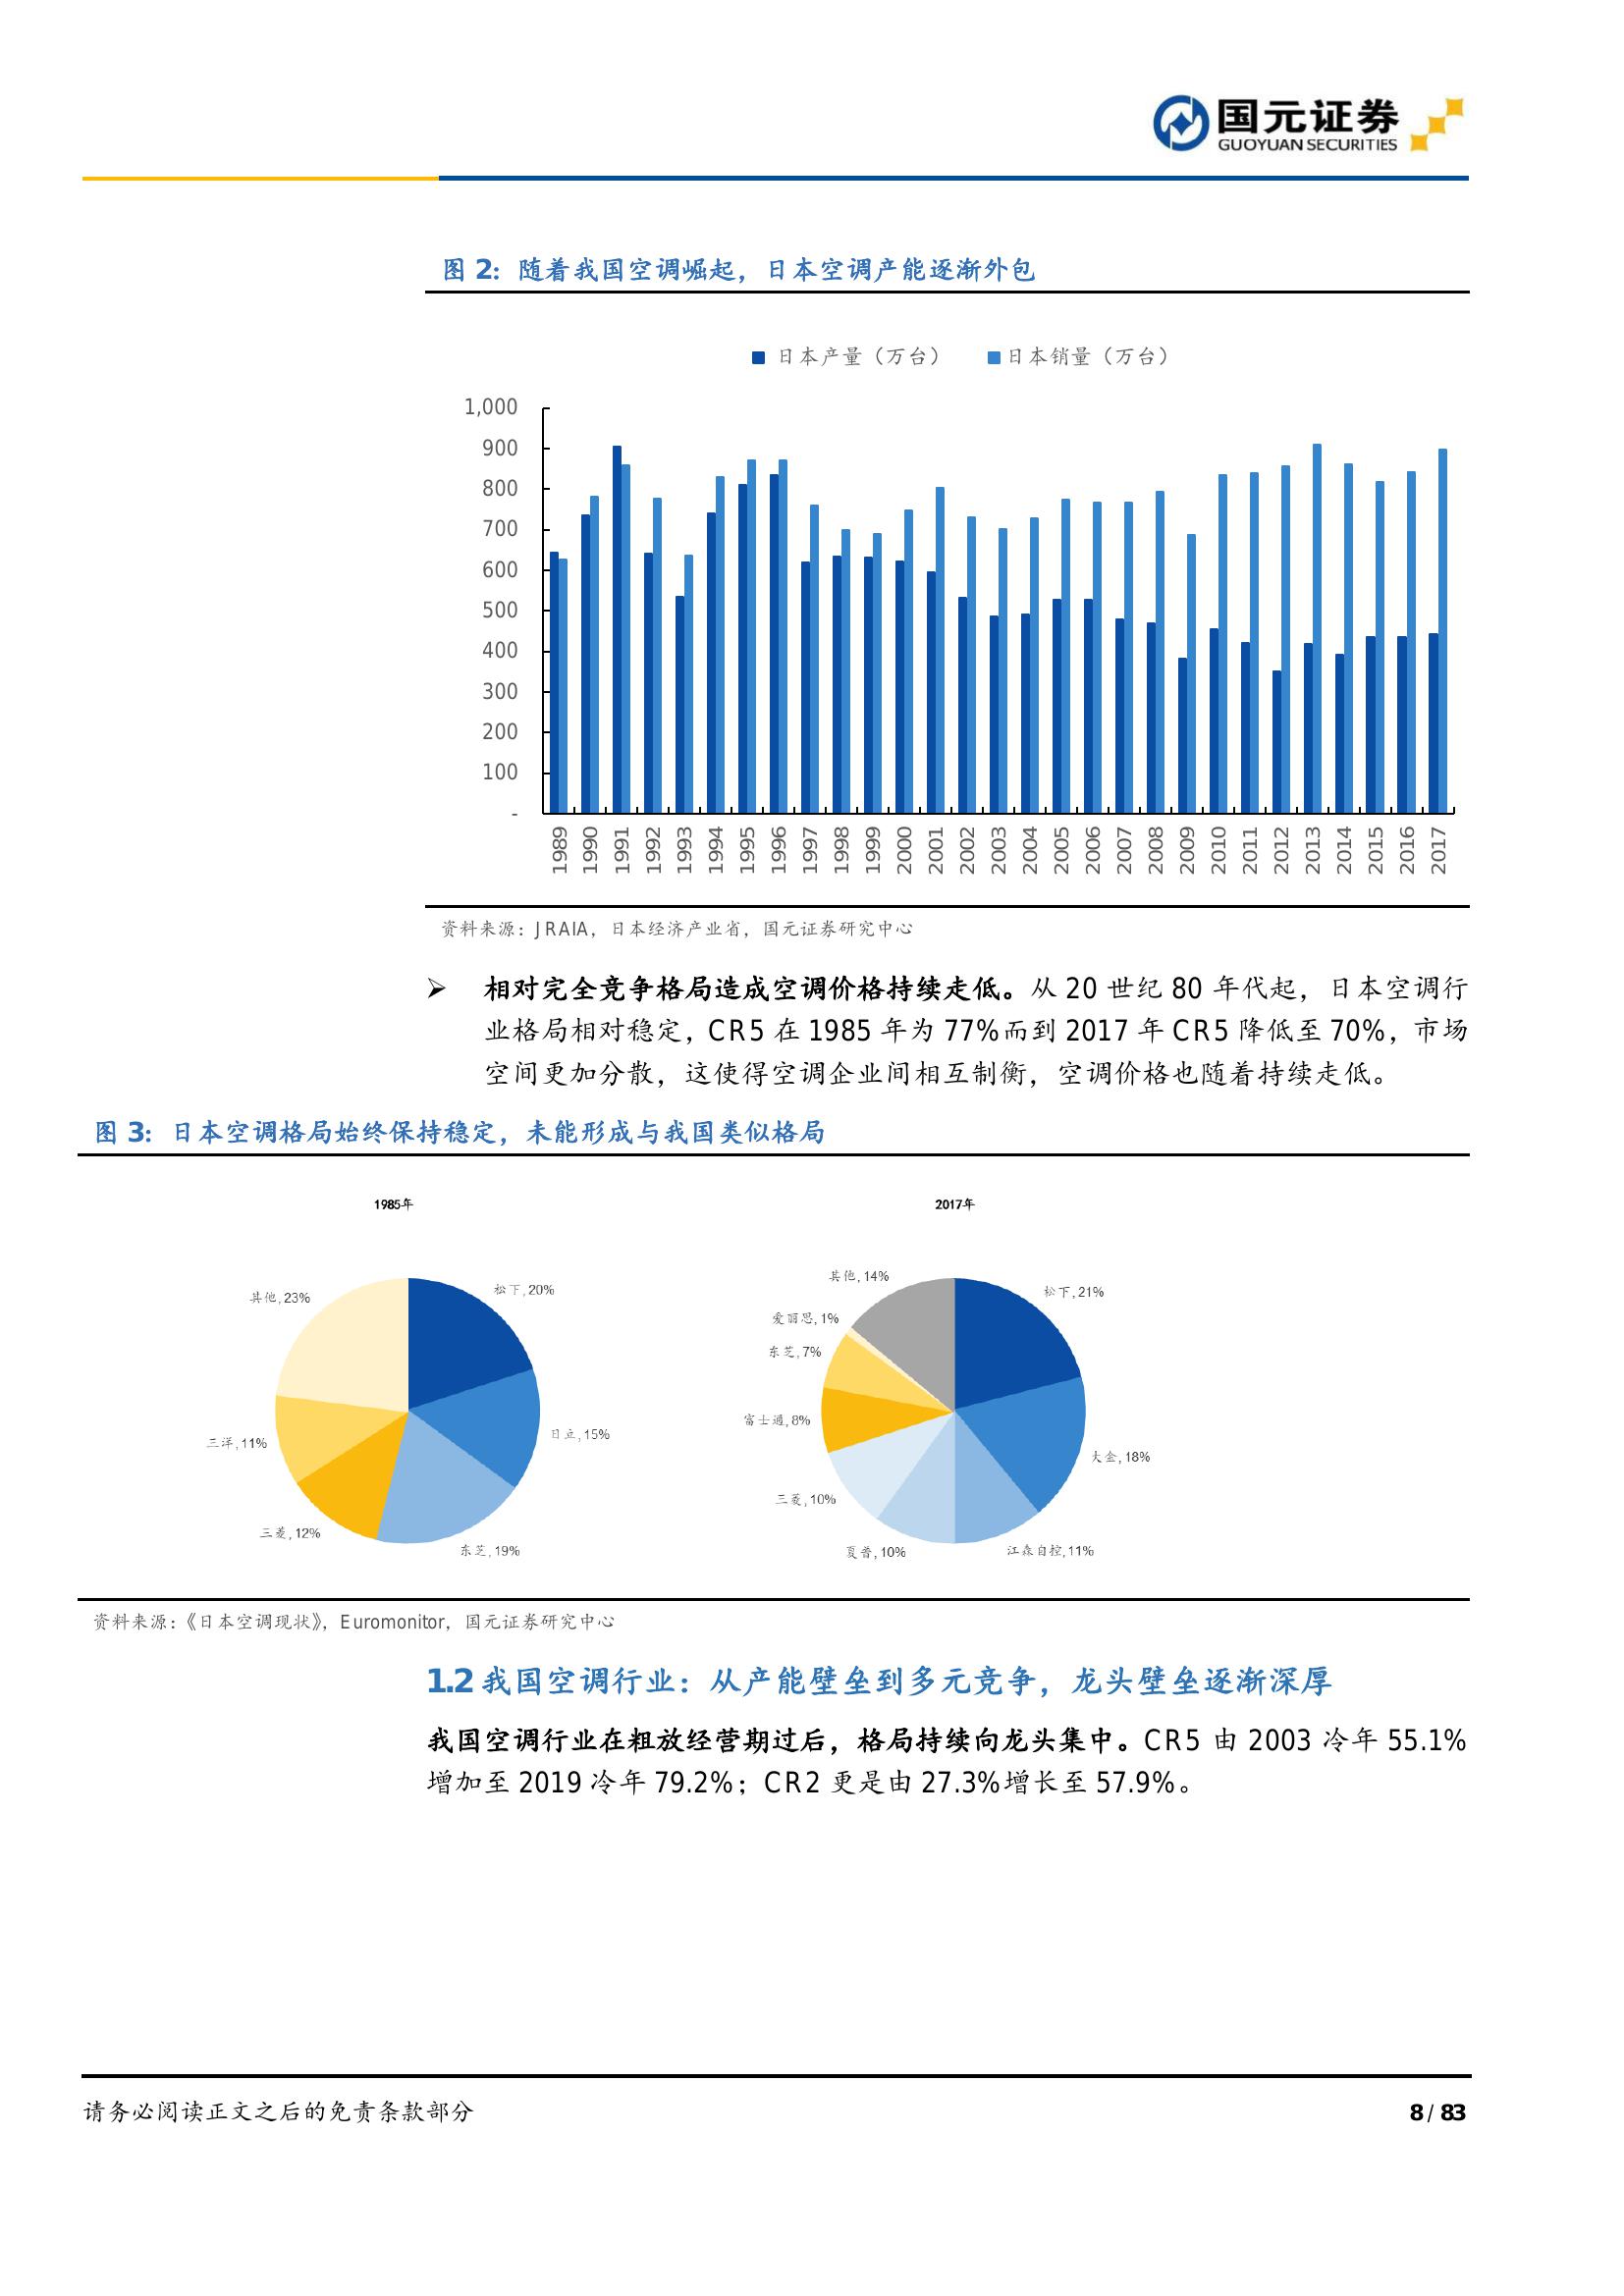 国元证券
GUOYUAN SECURITIES
图 2：随着我国空调崛起，日本空调产能逐渐外包
日本产量（万台） 日本销量（万台）
1,000
900
800
700
600
500
400
300
200
100
-
1989 1990 1991 1992 1993 1994 1995 1996 1997 1998 1999 2000 2001 2002 2003 2004 2005 2006 2007 2008 2009 2010 2011 2012 2013 2014 2015 2016 2017
资料来源：JRAIA，日本经济产业省，国元证券研究中心
➢ 相对完全竞争格局造成空调价格持续走低。从 20 世纪 80 年代起，日本空调行
业格局相对稳定，CR5 在 1985 年为 77%而到 2017 年 CR5 降低至 70%，市场
空间更加分散，这使得空调企业间相互制衡，空调价格也随着持续走低。
图 3：日本空调格局始终保持稳定，未能形成与我国类似格局
1985年
松下, 20%
日立, 15%
东芝, 19%
三菱, 12%
三洋, 11%
其他, 23%
2017年
松下, 21%
大金, 18%
江森自控, 11%
夏普, 10%
三菱, 10%
富士通, 8%
东芝, 7%
爱丽思, 1%
其他, 14%
资料来源：《日本空调现状》，Euromonitor，国元证券研究中心
1.2 我国空调行业：从产能壁垒到多元竞争，龙头壁垒逐渐深厚
我国空调行业在粗放经营期过后，格局持续向龙头集中。CR5 由 2003 冷年 55.1%
增加至 2019 冷年 79.2%；CR2 更是由 27.3%增长至 57.9%。
请务必阅读正文之后的免责条款部分
8 / 83